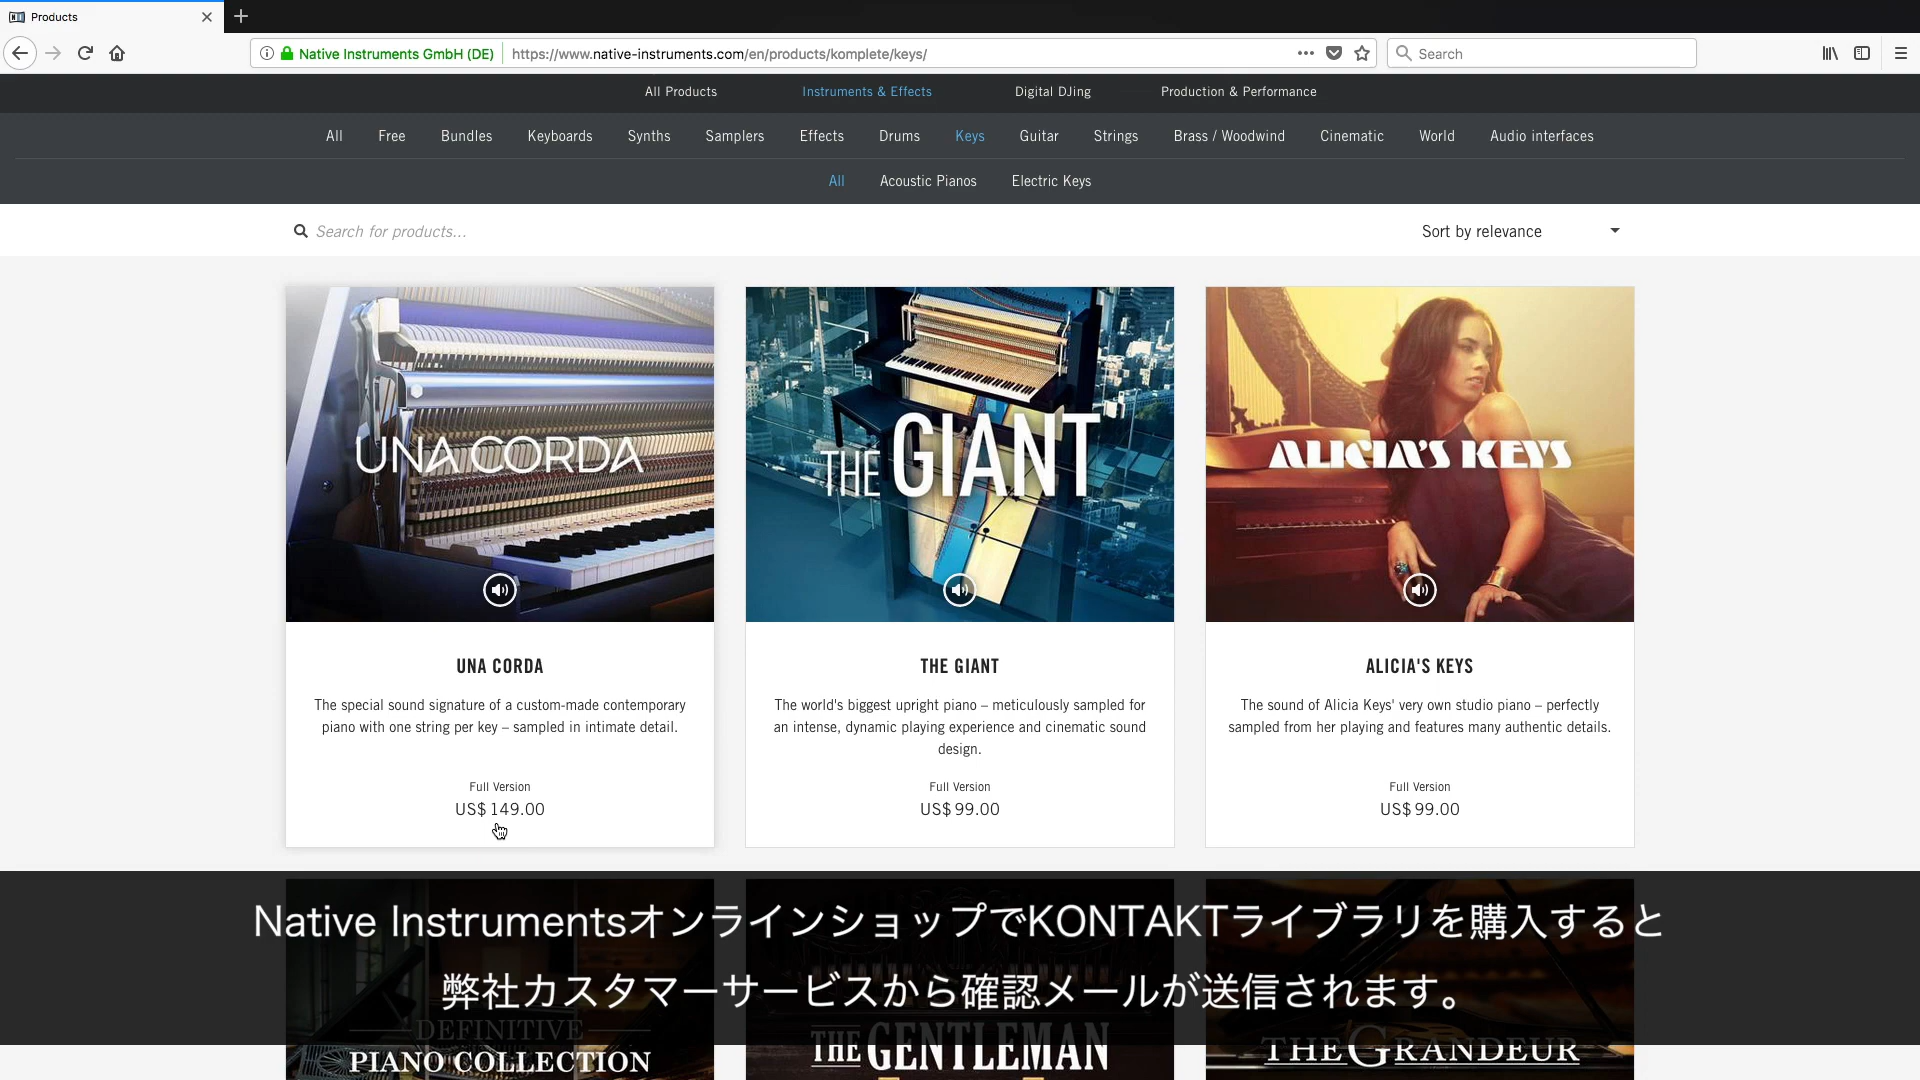 Products
Native Instruments GmbH (DE) https://www.native-instruments.com/en/products/komplete/keys/ Search
All Products Instruments & Effects Digital DJing Production & Performance
All Free Bundles Keyboards Synths Samplers Effects Drums Keys Guitar Strings Brass / Woodwind Cinematic World Audio interfaces
All Acoustic Pianos Electric Keys
Search for products... Sort by relevance
UNA CORDA
THE GIANT
ALICIA'S KEYS
UNA CORDA
The special sound signature of a custom-made contemporary
piano with one string per key – sampled in intimate detail.
Full Version
US$ 149.00
THE GIANT
The world's biggest upright piano – meticulously sampled for
an intense, dynamic playing experience and cinematic sound
design.
Full Version
US$ 99.00
ALICIA'S KEYS
The sound of Alicia Keys' very own studio piano – perfectly
sampled from her playing and features many authentic details.
Full Version
US$ 99.00
Native InstrumentsオンラインショップでKONTAKTライブラリを購入すると
弊社カスタマーサービスから確認メールが送信されます。
DEFINITIVE
PIANO COLLECTION
THE GENTLEMAN
THE GRANDEUR